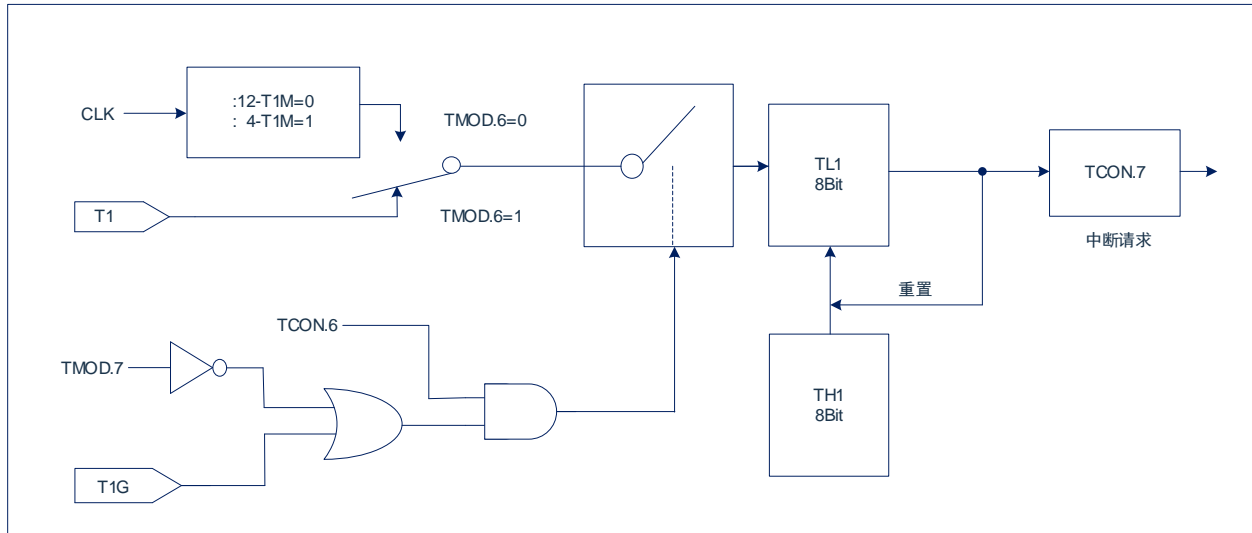 CLK
:12-T1M=0
: 4-T1M=1
TMOD.6=0
T1
TMOD.6=1
TL1
8Bit
TCON.7
中断请求
重置
TCON.6
TMOD.7
TH1
8Bit
T1G